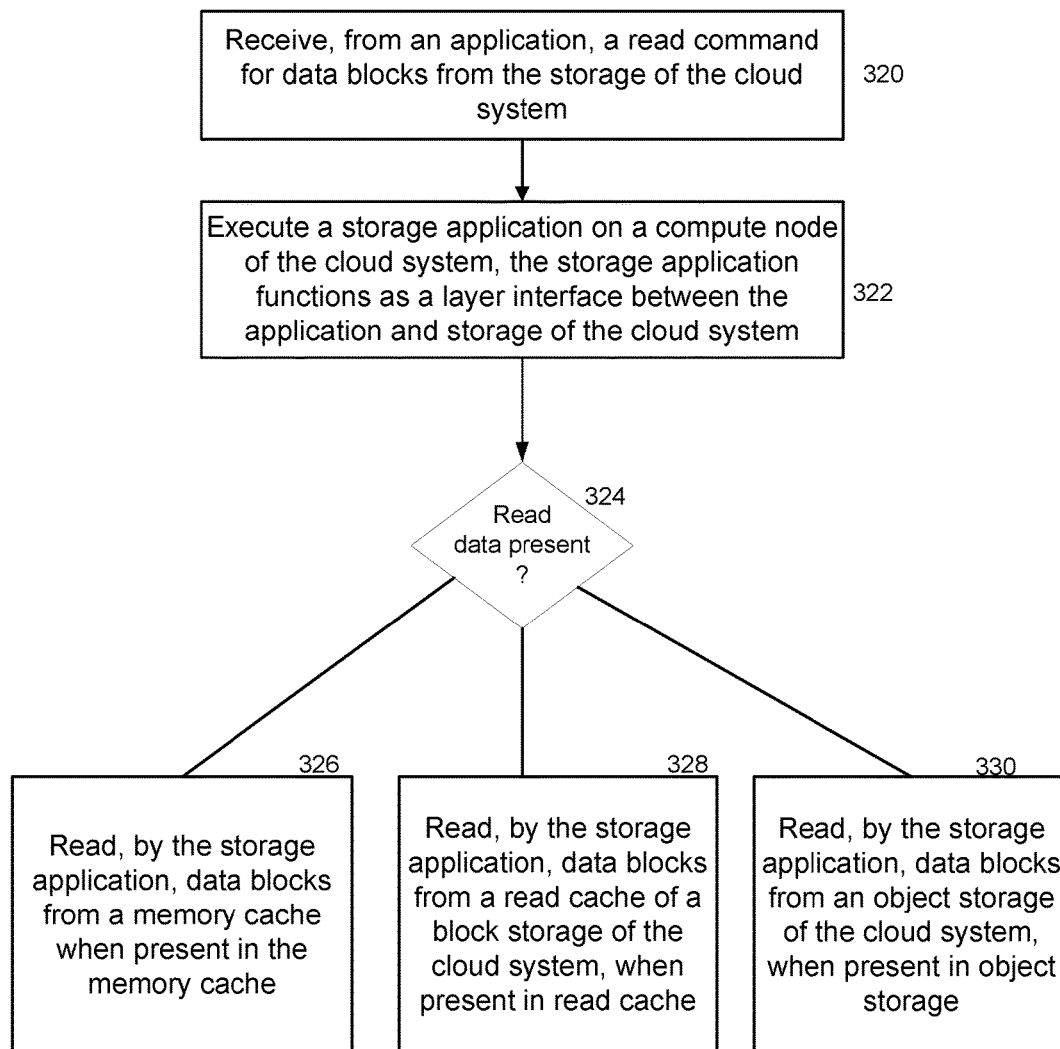 Receive, from an application, a read command
for data blocks from the storage of the cloud
system
320
Execute a storage application on a compute node
of the cloud system, the storage application
functions as a layer interface between the
application and storage of the cloud system
322
324
Read
data present
?
326
Read, by the storage
application, data blocks
from a memory cache
when present in the
memory cache
328
Read, by the storage
application, data blocks
from a read cache of a
block storage of the
cloud system, when
present in read cache
330
Read, by the storage
application, data blocks
from an object storage
of the cloud system,
when present in object
storage